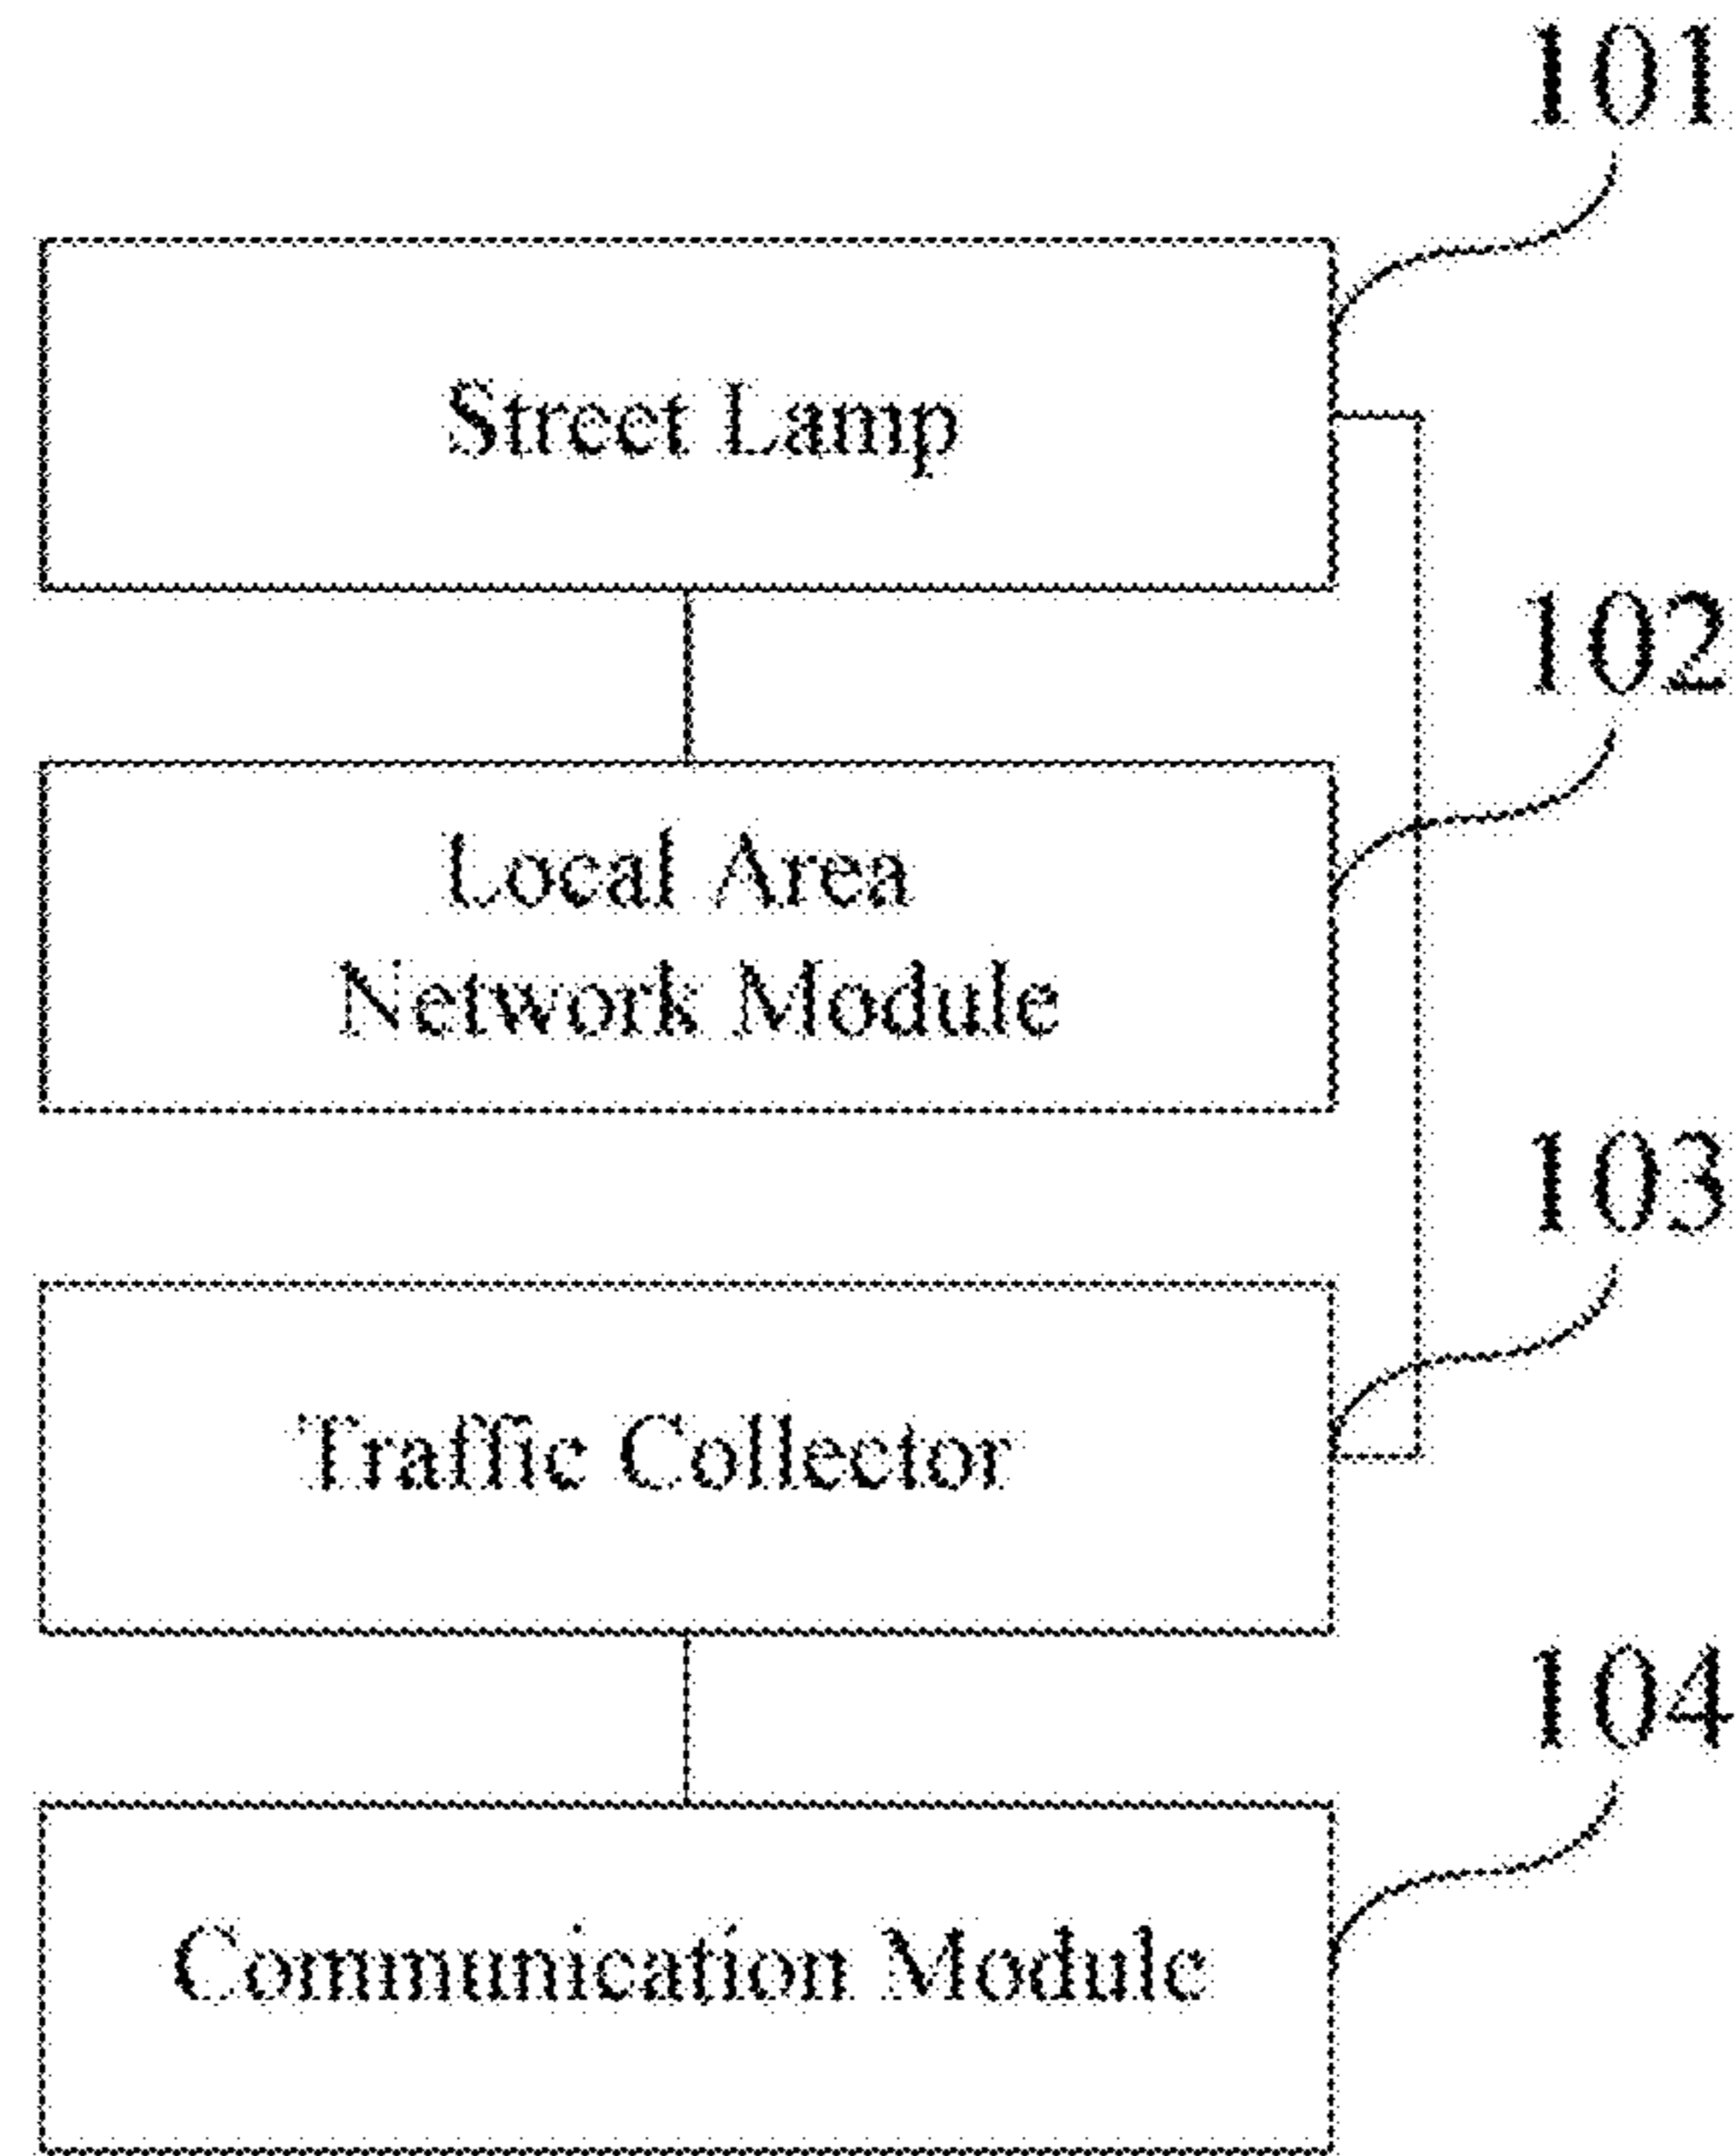 101
Street Lamp
102
Local Area
Network Module
103
Traffic Collector
104
Communication Module